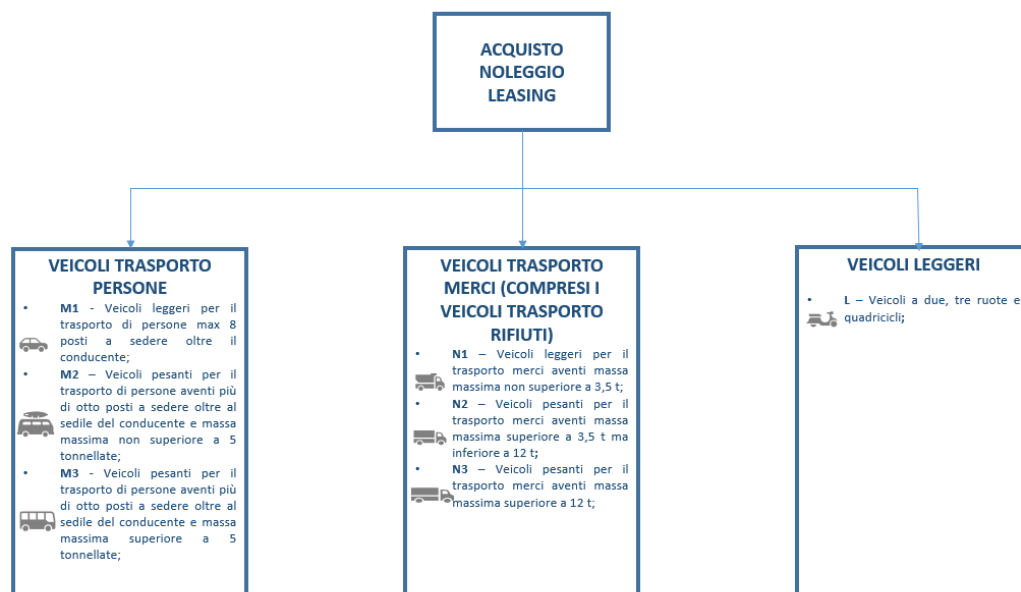 ACQUISTO
NOLEGGIO
LEASING
VEICOLI TRASPORTO
PERSONE
• M1 - Veicoli leggeri per il
trasporto di persone max 8
posti a sedere oltre il
conducente;
• M2 – Veicoli pesanti per il
trasporto di persone aventi più
di otto posti a sedere oltre al
sedile del conducente e massa
massima non superiore a 5
tonnellate;
• M3 - Veicoli pesanti per il
trasporto di persone aventi più
di otto posti a sedere oltre al
sedile del conducente e massa
massima superiore a 5
tonnellate;
VEICOLI TRASPORTO
MERCI (COMPRESI I
VEICOLI TRASPORTO
RIFIUTI)
• N1 – Veicoli leggeri per il
trasporto merci aventi massa
massima non superiore a 3,5 t;
• N2 – Veicoli pesanti per il
trasporto merci aventi massa
massima superiore a 3,5 t ma
inferiore a 12 t;
• N3 – Veicoli pesanti per il
trasporto merci aventi massa
massima superiore a 12 t;
VEICOLI LEGGERI
• L – Veicoli a due, tre ruote e
quadricicli;